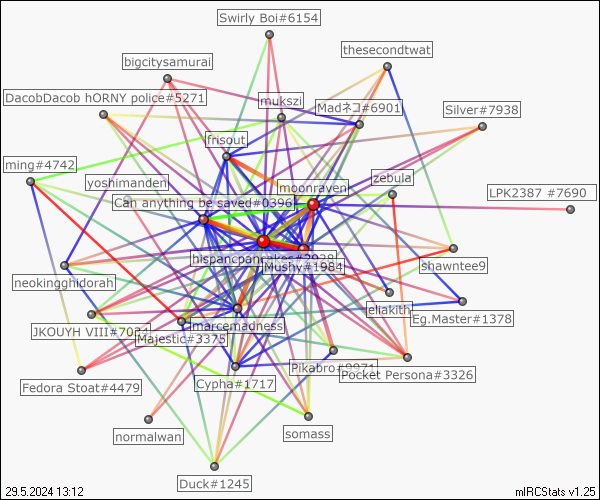 Swirly Boi#6154
thesecondtwat
bigcitysamurai
DacobDacob hORNY police#5271
mukszi
Madネコ#6901
Silver#7938
frisout
ming#4742
zebula
yoshimanden
moonraven
LPK2387 #7690
Can anything be saved#0396
hispancpancakes#2938
shawntee9
Mushy#1984
neokingghidorah
eliakith
Eg.Master#1378
marcemadness
JKOUYH VIII#7034
Majestic#3375
Pikabro#9971
Pocket Persona#3326
Fedora Stoat#4479
Cypha#1717
normalwan
somass
Duck#1245
29.5.2024 13:12
mIRCStats v1.25